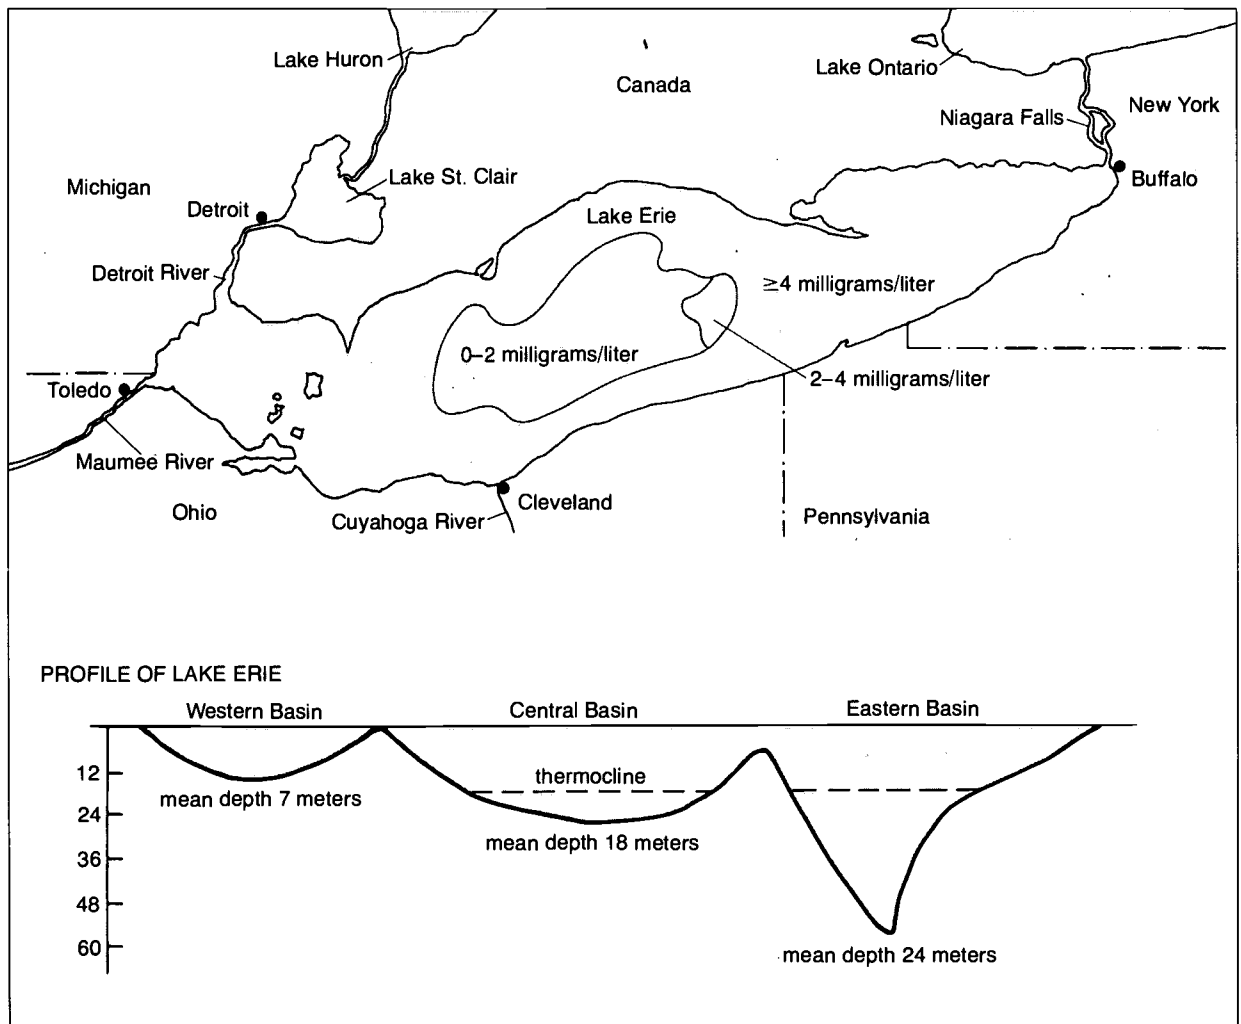 Lake Huron
Canada
Lake Ontario
New York
Niagara Falls
Michigan
Lake St. Clair
Buffalo
Detroit
Lake Erie
Detroit River
≥4 milligrams/liter
0–2 milligrams/liter
2–4 milligrams/liter
Toledo
Maumee River
Ohio
Cuyahoga River
Cleveland
Pennsylvania
PROFILE OF LAKE ERIE
Western Basin
Central Basin
Eastern Basin
12
24
36
48
60
thermocline
mean depth 7 meters
mean depth 18 meters
mean depth 24 meters